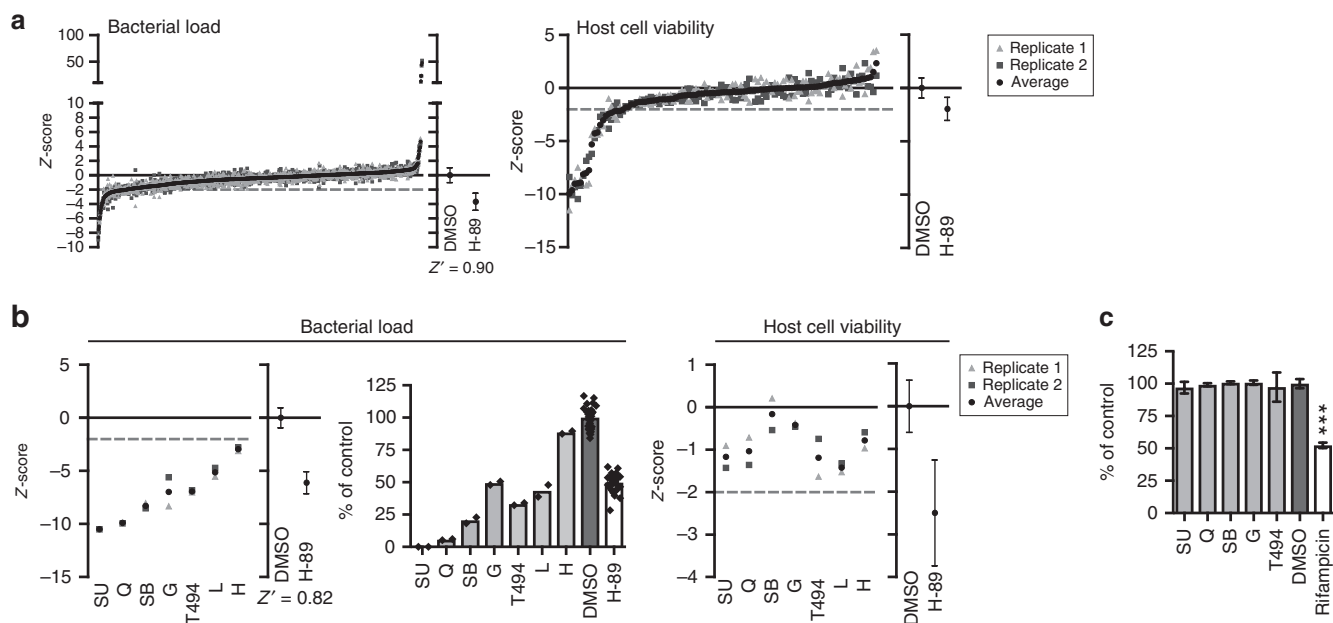 a
Bacterial load
Z-score
100
50
10
8
6
4
2
0
−2
−4
−6
−8
−10
DMSO
H-89
Z′ = 0.90
Host cell viability
Z-score
5
0
−5
−10
−15
DMSO
H-89
Replicate 1
Replicate 2
Average
b
Bacterial load
Z-score
5
0
−5
−10
−15
SU
Q
SB
G
T494
L
H
DMSO
H-89
Z′ = 0.82
% of control
125
100
75
50
25
0
SU
Q
SB
G
T494
L
H
DMSO
H-89
Host cell viability
Z-score
1
0
−1
−2
−3
−4
SU
Q
SB
G
T494
L
H
DMSO
H-89
Replicate 1
Replicate 2
Average
c
% of control
125
100
75
50
25
0
***
SU
Q
SB
G
T494
DMSO
Rifampicin